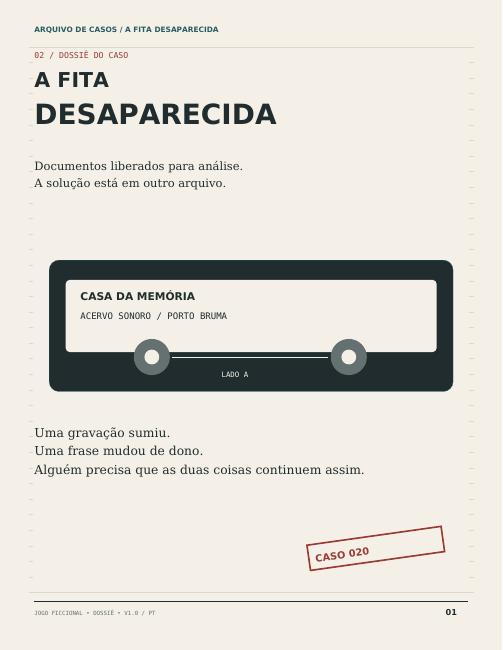 ARQUIVO DE CASOS / A FITA DESAPARECIDA
02 / DOSSIÊ DO CASO
A FITA
DESAPARECIDA
Documentos liberados para análise.
A solução está em outro arquivo.
CASA DA MEMÓRIA
ACERVO SONORO / PORTO BRUMA
LADO A
Uma gravação sumiu.
Uma frase mudou de dono.
Alguém precisa que as duas coisas continuem assim.
CASO 020
JOGO FICCIONAL • DOSSIÊ • V1.0 / PT
01